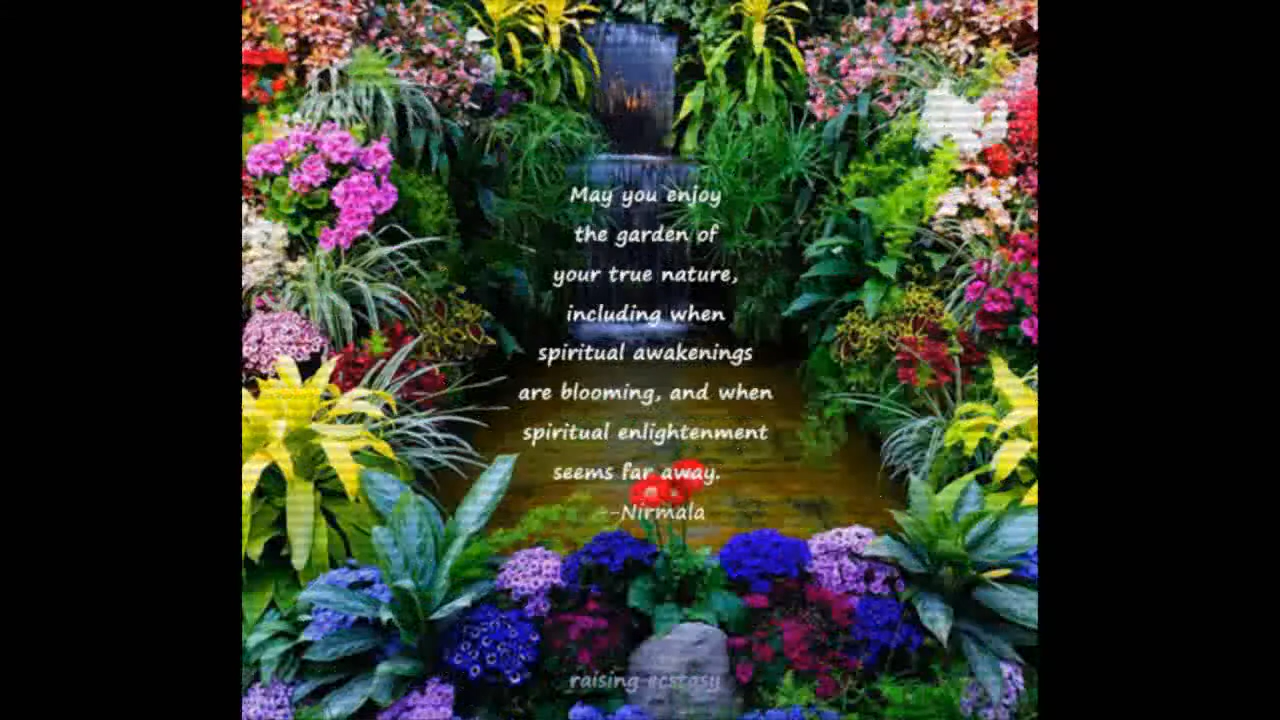 May you enjoy
the garden of
your true nature,
including when
spiritual awakenings
are blooming, and when
spiritual enlightenment
seems far away.
--Nirmala
raising ecstasy